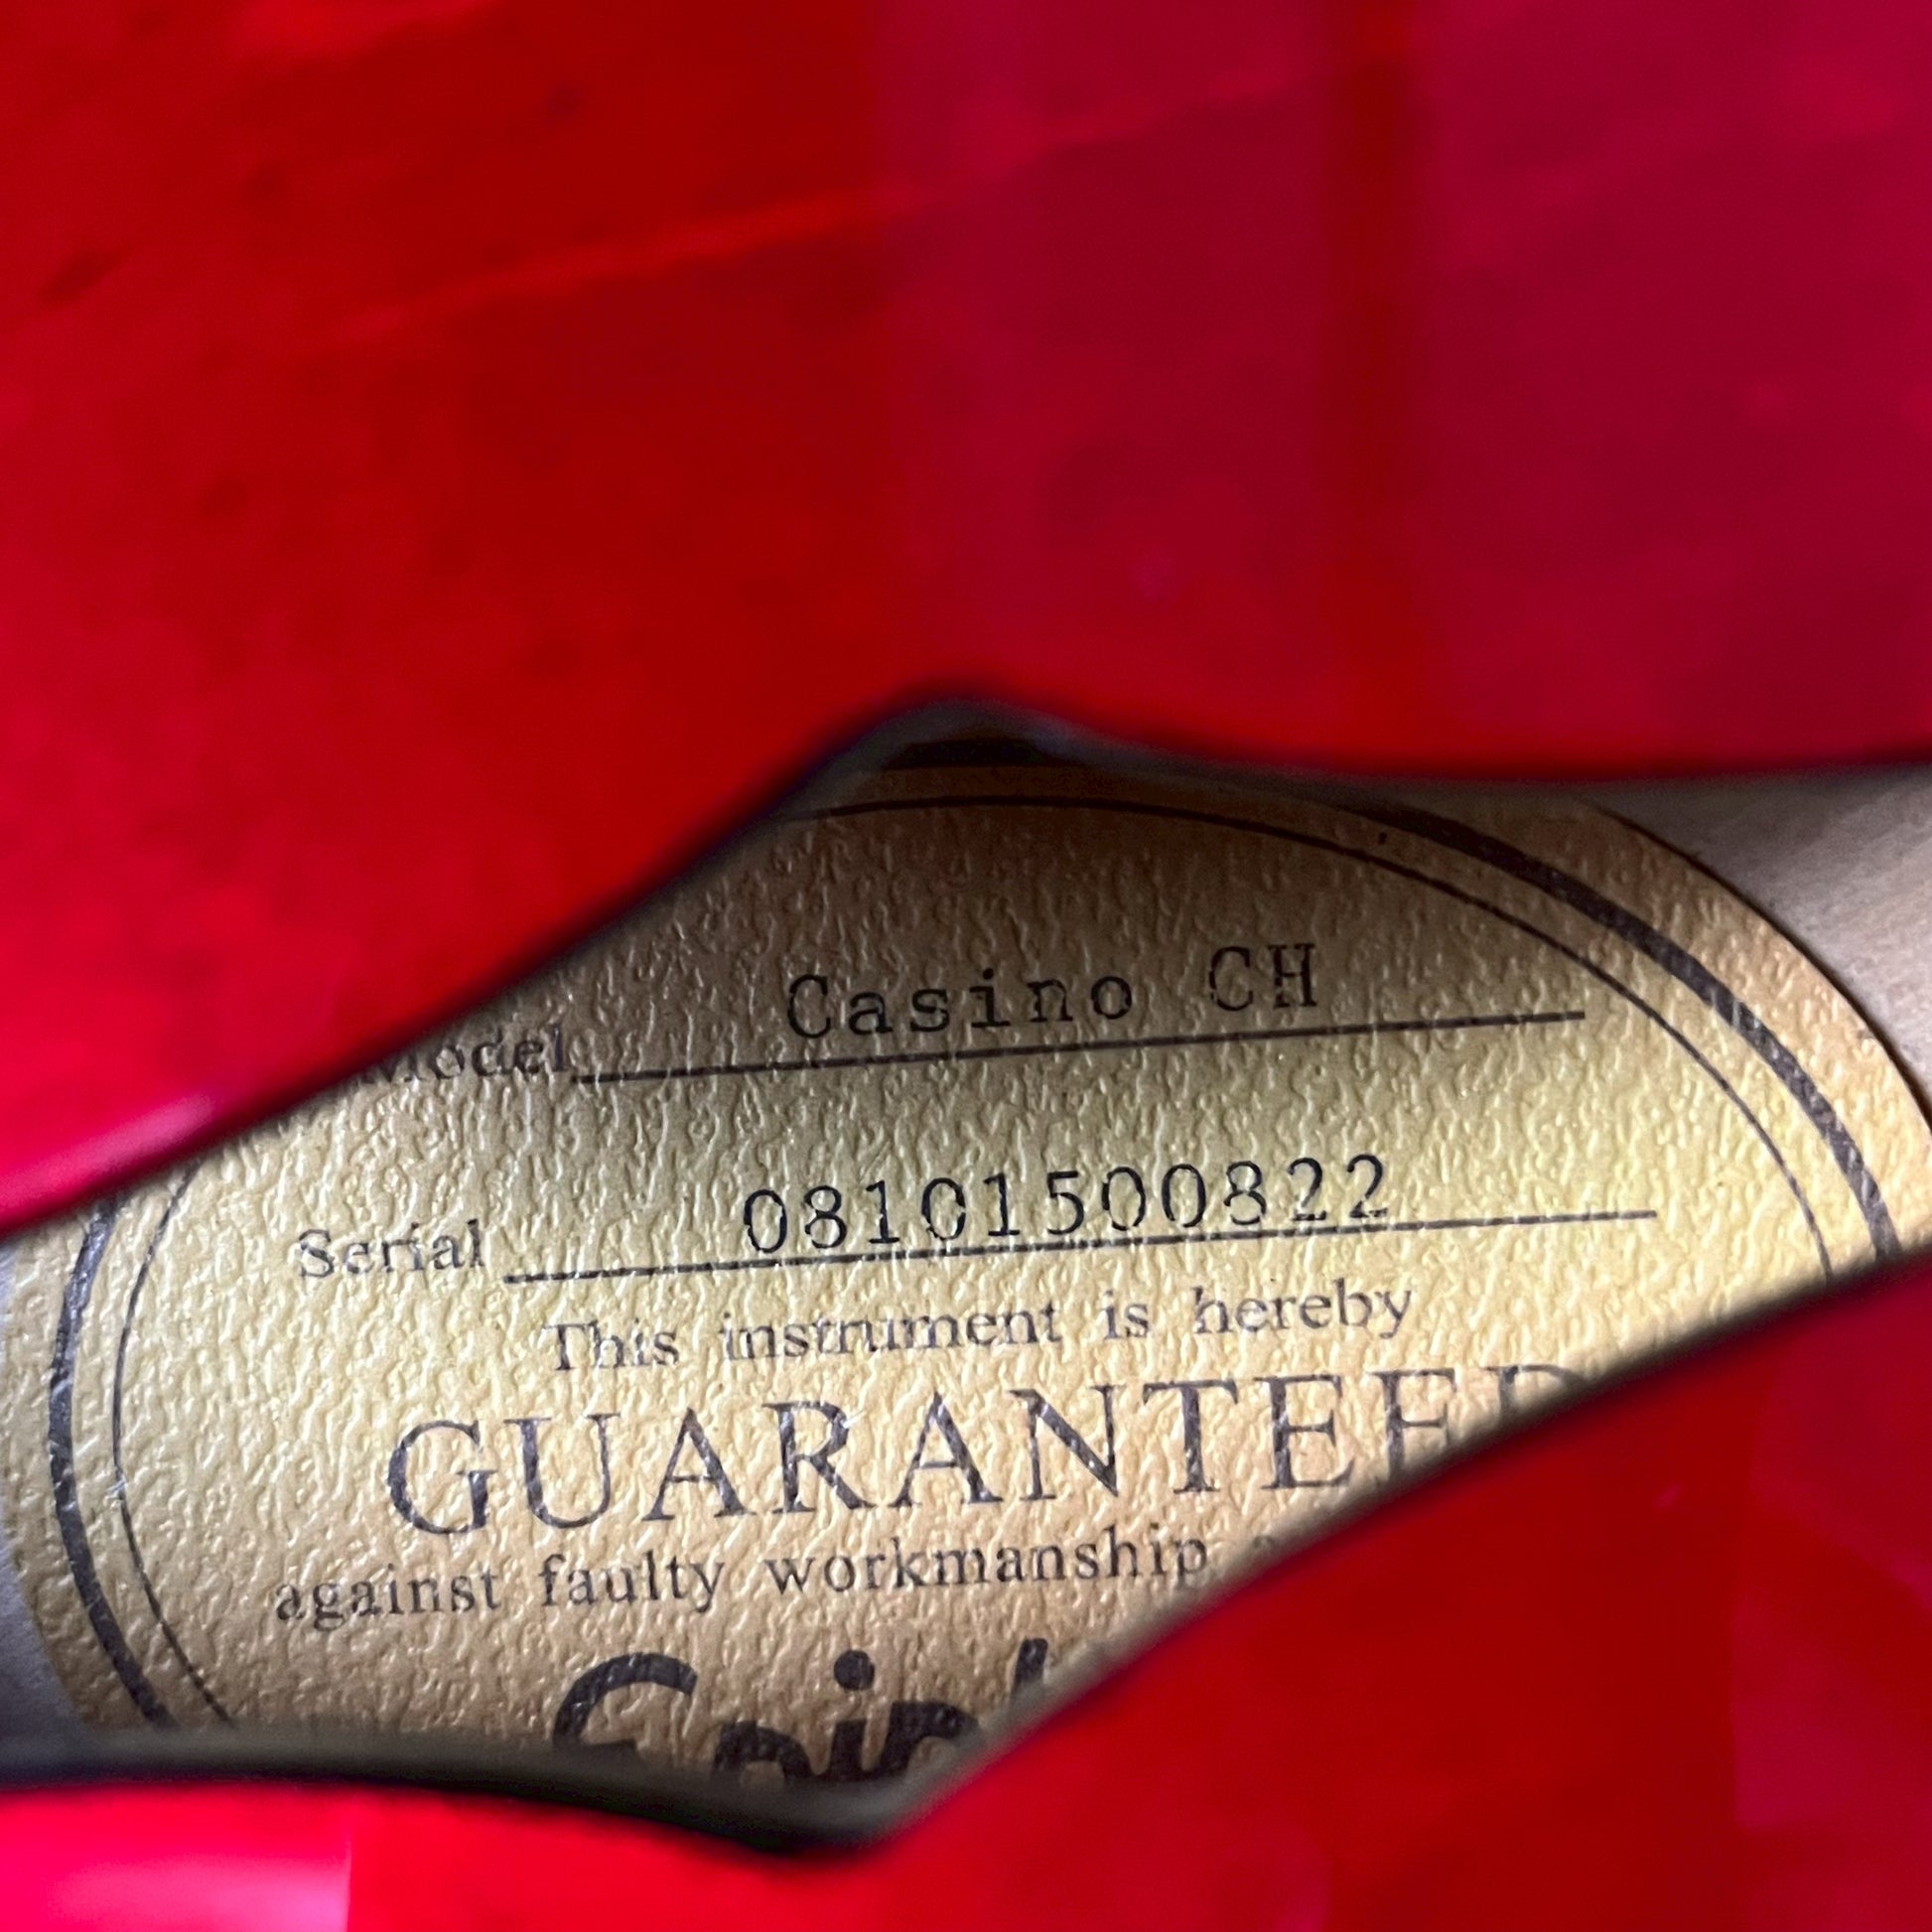 Model Casino CH
Serial 08101500822
This instrument is hereby
GUARANTEED
against faulty workmanship